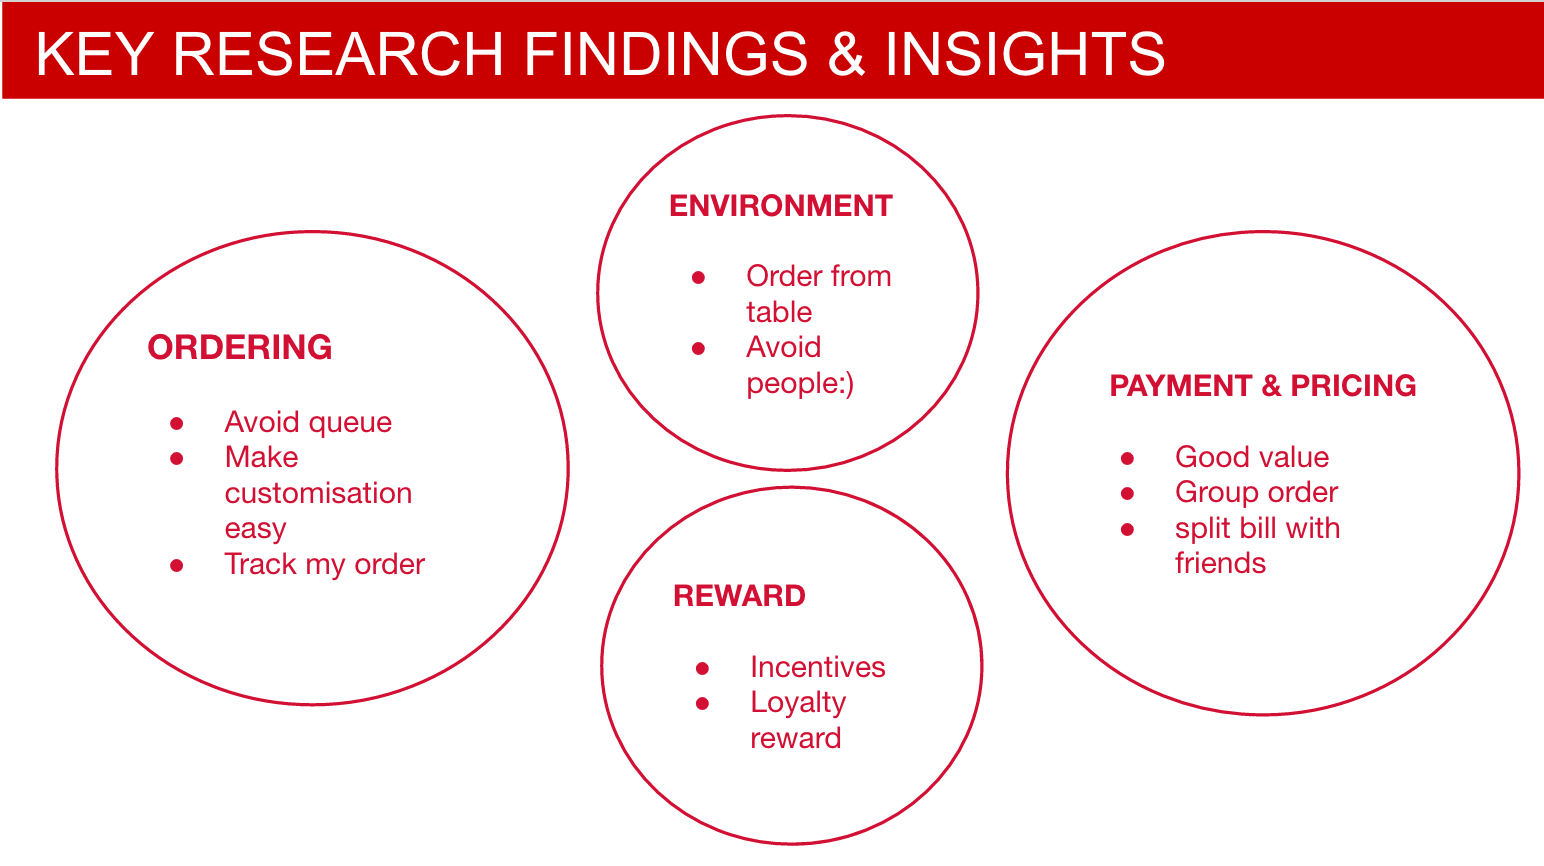 KEY RESEARCH FINDINGS & INSIGHTS
ENVIRONMENT
● Order from
table
● Avoid
people:)
ORDERING
● Avoid queue
● Make
customisation
easy
● Track my order
PAYMENT & PRICING
● Good value
● Group order
● split bill with
friends
REWARD
● Incentives
● Loyalty
reward